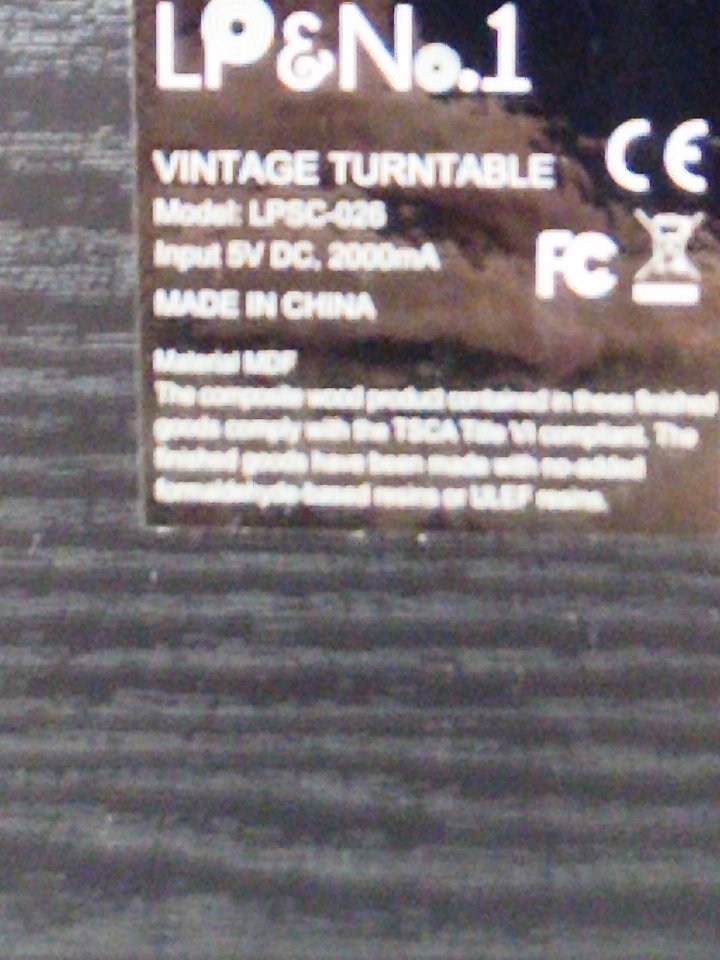 LP&No.1
VINTAGE TURNTABLE
CE
Model: LPSC-026
Input 5V DC, 2000mA
FC
MADE IN CHINA
Material MDF
The composite wood product contained in these finished
goods comply with the TSCA Title VI compliant. The
finished goods have been made with no-added
formaldehyde-based resins or ULEF resins.